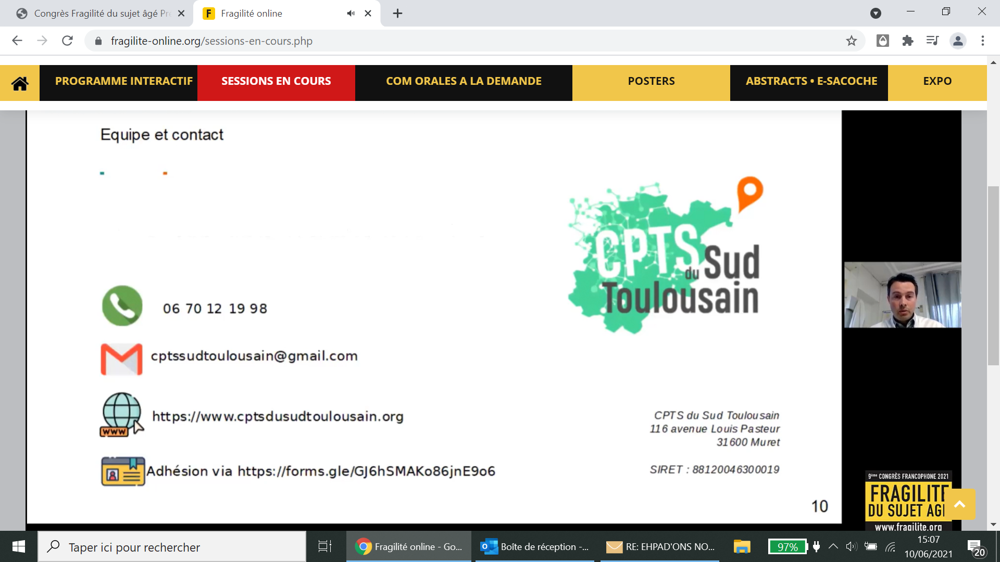 Congrès Fragilité du sujet âgé Pr
Fragilité online
fragilite-online.org/sessions-en-cours.php
PROGRAMME INTERACTIF
SESSIONS EN COURS
COM ORALES A LA DEMANDE
POSTERS
ABSTRACTS • E-SACOCHE
EXPO
Equipe et contact
CPTS
du Sud
Toulousain
06 70 12 19 98
cptssudtoulousain@gmail.com
https://www.cptsdusudtoulousain.org
www
Adhésion via https://forms.gle/GJ6hSMAKo86jnE9o6
CPTS du Sud Toulousain
116 avenue Louis Pasteur
31600 Muret
SIRET : 88120046300019
10
9ème CONGRÈS FRANCOPHONE 2021
FRAGILITE
DU SUJET AG
www.fragilite.org
Taper ici pour rechercher
Fragilité online - Go...
Boîte de réception -...
RE: EHPAD'ONS NO...
97%
15:07
10/06/2021
20